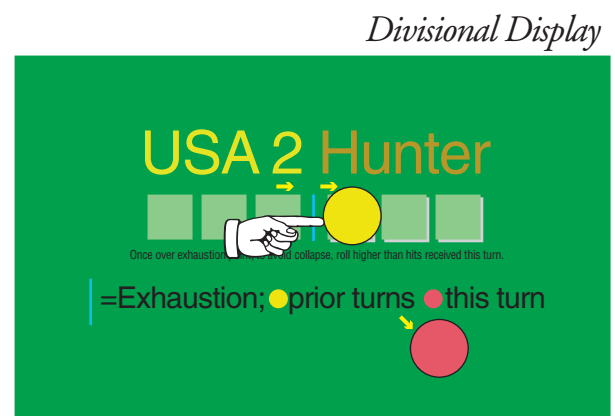 Divisional Display
USA 2 Hunter
Once over exhaustion avoid collapse, roll higher than hits received this turn.
=Exhaustion; prior turns this turn